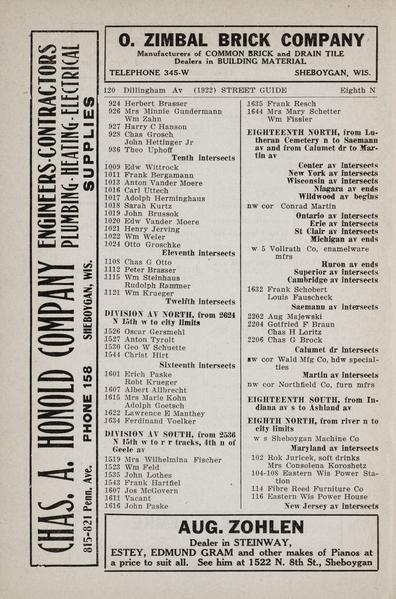 O. ZIMBAL BRICK COMPANY
Manufacturers of COMMON BRICK and DRAIN TILE
Dealers in BUILDING MATERIAL
TELEPHONE 345-W SHEBOYGAN, WIS.
CHAS. A. HONOLD COMPANY
ENGINEERS-CONTRACTORS
PLUMBING-HEATING-ELECTRICAL
SUPPLIES
815-821 Penn. Ave. PHONE 158 SHEBOYGAN, WIS.
120 Dillingham Av (1922) STREET GUIDE Eighth N
924 Herbert Brasser
926 Mrs Minnie Gundermann
Wm Zahn
927 Harry C Hanson
928 Chas Grosch
John Hettinger Jr
936 Theo Uphoff
Tenth intersects
1009 Edw Wittrock
1011 Frank Bergamann
1013 Anton Vander Moere
1016 Carl Uttech
1017 Adolph Herminghaus
1018 Sarah Kurtz
1019 John Brussok
1020 Edw Vander Moere
1021 Henry Jerving
1022 Wm Weier
1024 Otto Groschke
Eleventh intersects
1108 Chas G Otto
1112 Peter Brasser
1115 Wm Steinshaus
Rudolph Rammer
1121 Wm Krueger
Twelfth intersects
DIVISION AV NORTH, from 2624
N 15th w to city limits
1526 Oscar Gersmehl
1527 Anton Tyrolt
1530 Geo W Schuette
1544 Christ Hirt
Sixteenth intersects
1601 Erich Paske
Robt Krueger
1607 Albert Allbrecht
1615 Mrs Marie Kohn
Adolph Goetsch
1622 Lawrence E Manthey
1634 Ferdinand Voelker
DIVISION AV SOUTH, from 2536
N 15th w to r r tracks, 4th n of
Geele av
1519 Mrs Wilhelmina Fischer
1523 Wm Feld
1535 John Lothes
1543 Frank Hartfiel
1607 Jos McGovern
1611 Vacant
1616 John Paske
1635 Frank Resch
1644 Mrs Mary Schetter
Wm Fissler
EIGHTEENTH NORTH, from Lu-
theran Cemetery n to Saemann
av and from Calumet dr to Mar-
tin av
Center av intersects
New York av intersects
Wisconsin av intersects
Niagara av ends
Wildwood av begins
nw cor Conrad Martin
Ontario av intersects
Erie av intersects
St Clair av intersects
Michigan av ends
w s Vollrath Co, enamelware
mfrs
Huron av ends
Superior av intersects
Cambridge av intersects
1632 Frank Schobert
Louis Fauscheck
Saemann av intersects
2202 Aug Majewski
2204 Gotfried F Braun
Chas H Loritz
2206 Chas G Brock
Calumet dr intersects
sw cor Wald Mfg Co, hdw special-
ties
Martin av intersects
nw cor Northfield Co, furn mfrs
EIGHTEENTH SOUTH, from In-
diana av s to Ashland av
EIGHTH NORTH, from river n to
city limits
w s Sheboygan Machine Co
Maryland av intersects
102 Rok Juricek, soft drinks
Mrs Consolena Koroshetz
104-108 Eastern Wis Power Sta-
tion
114 Fibre Reed Furniture Co
116 Eastern Wis Power House
New Jersey av intersects
AUG. ZOHLEN
Dealer in STEINWAY,
ESTEY, EDMUND GRAM and other makes of Pianos at
a price to suit all. See him at 1522 N. 8th St., Sheboygan